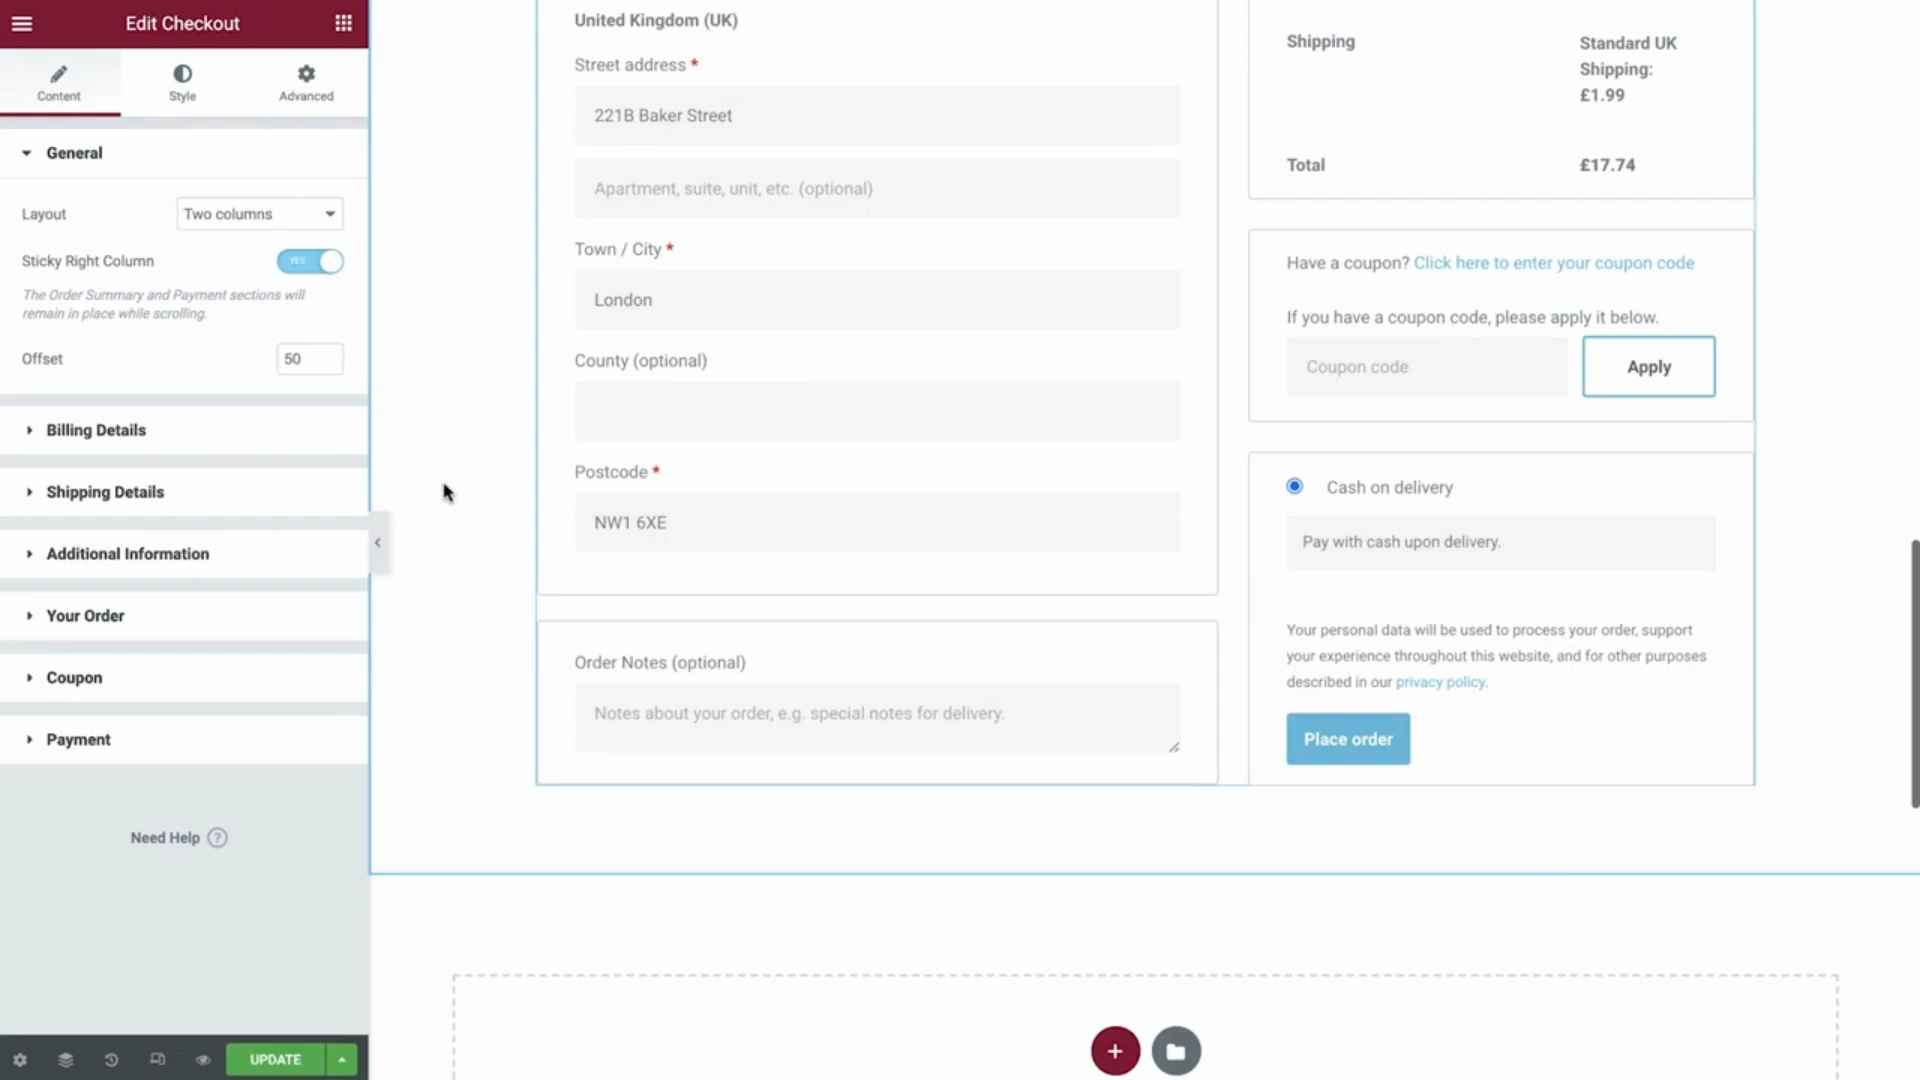 Edit Checkout
Content
Style
Advanced
General
Layout
Two columns
Sticky Right Column
YES
The Order Summary and Payment sections will
remain in place while scrolling.
Offset
50
Billing Details
Shipping Details
Additional Information
Your Order
Coupon
Payment
Need Help
?
UPDATE
United Kingdom (UK)
Street address *
221B Baker Street
Apartment, suite, unit, etc. (optional)
Town / City *
London
County (optional)
Postcode *
NW1 6XE
Order Notes (optional)
Notes about your order, e.g. special notes for delivery.
Shipping
Standard UK
Shipping:
£1.99
Total
£17.74
Have a coupon? Click here to enter your coupon code
If you have a coupon code, please apply it below.
Coupon code
Apply
Cash on delivery
Pay with cash upon delivery.
Your personal data will be used to process your order, support
your experience throughout this website, and for other purposes
described in our privacy policy.
Place order